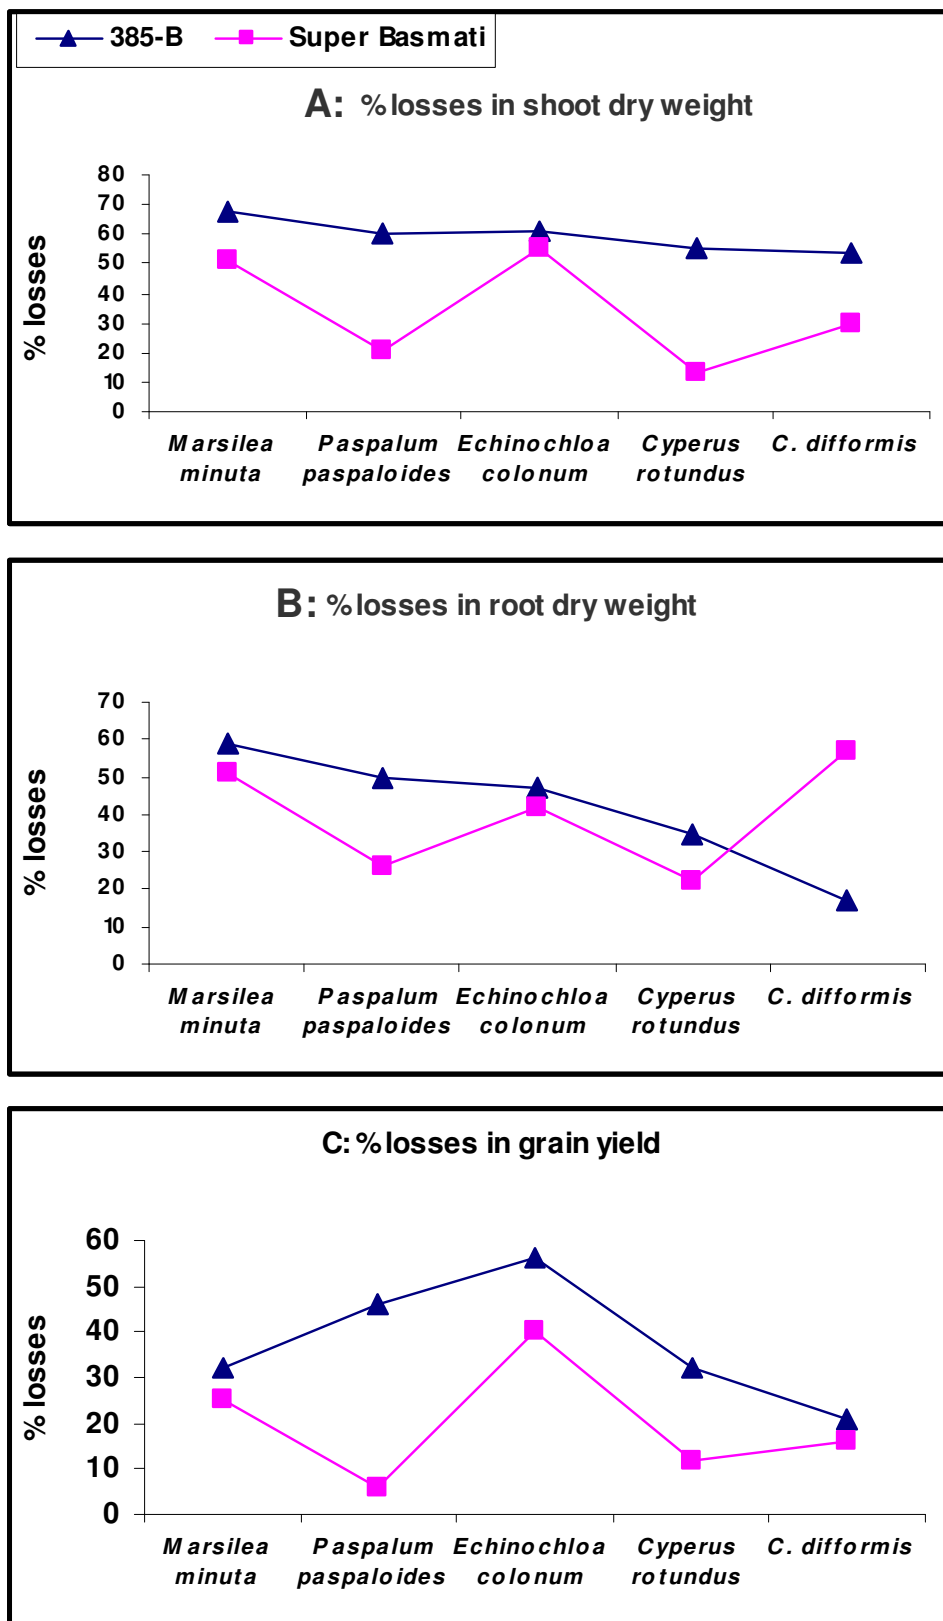 385-B Super Basmati
A: % losses in shoot dry weight
80
70
60
50
40
30
20
10
0
% losses
Marsilea minuta
Paspalum paspaloides
Echinochloa colonum
Cyperus rotundus
C. difformis
B: % losses in root dry weight
70
60
50
40
30
20
10
0
% losses
Marsilea minuta
Paspalum paspaloides
Echinochloa colonum
Cyperus rotundus
C. difformis
C: % losses in grain yield
60
50
40
30
20
10
0
% losses
Marsilea minuta
Paspalum paspaloides
Echinochloa colonum
Cyperus rotundus
C. difformis